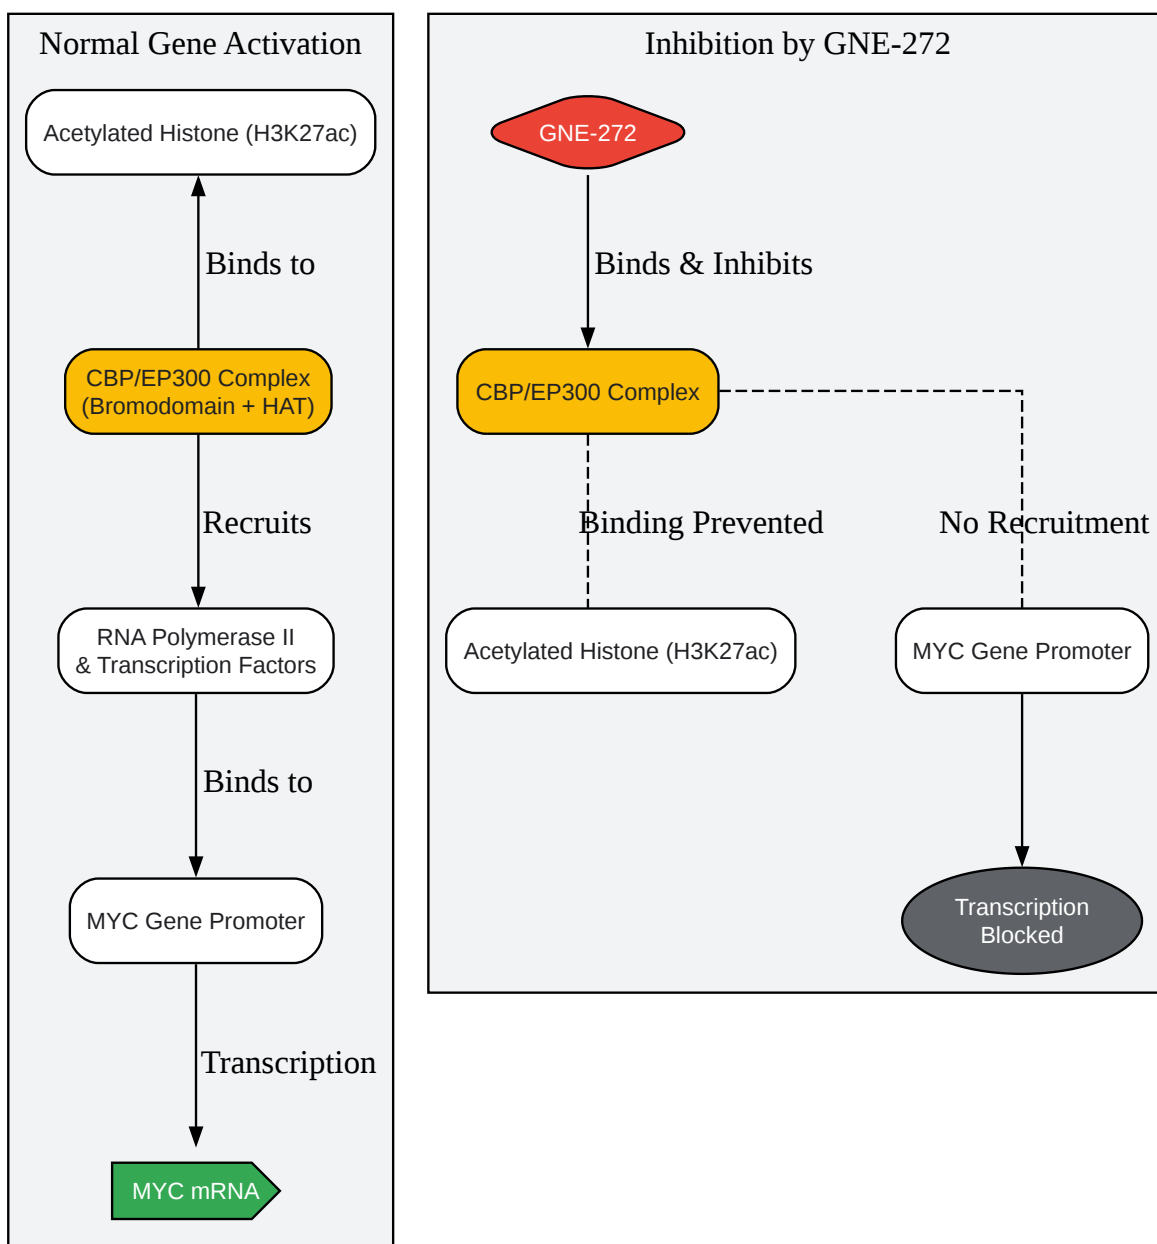 Normal Gene Activation
Acetylated Histone (H3K27ac)
Binds to
CBP/EP300 Complex
(Bromodomain + HAT)
Recruits
RNA Polymerase II
& Transcription Factors
Binds to
MYC Gene Promoter
Transcription
MYC mRNA
Inhibition by GNE-272
GNE-272
Binds & Inhibits
CBP/EP300 Complex
Binding Prevented
No Recruitment
Acetylated Histone (H3K27ac)
MYC Gene Promoter
Transcription
Blocked